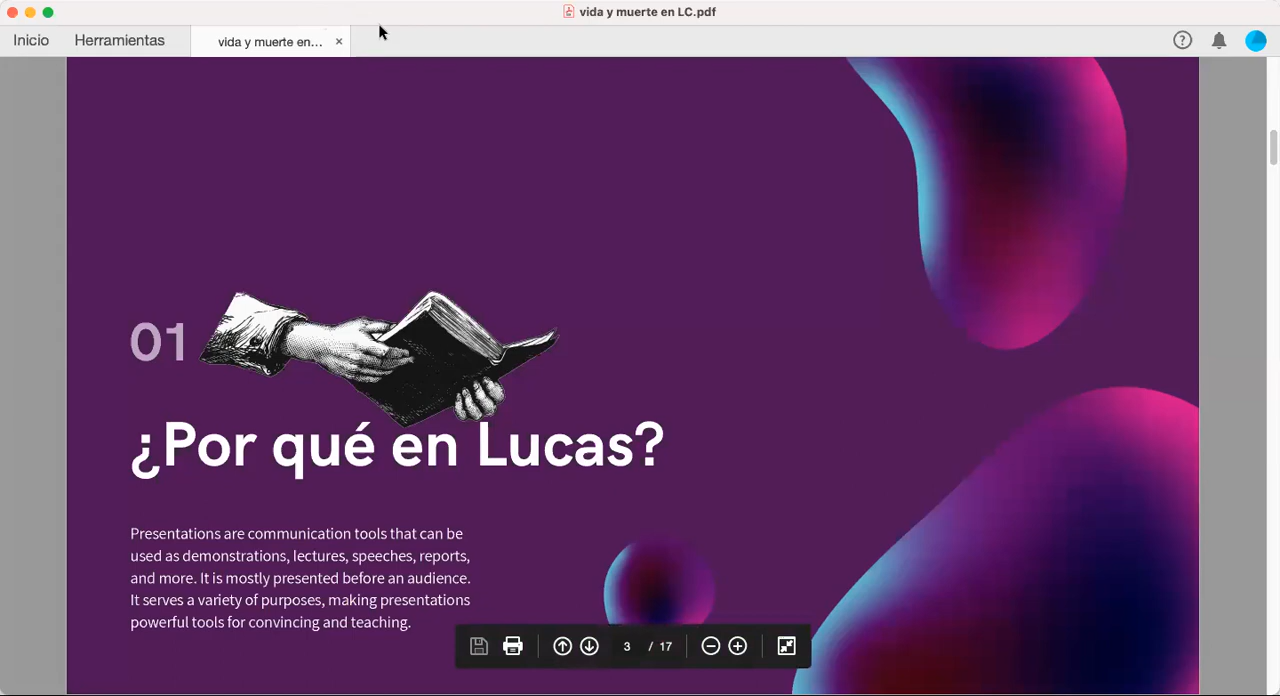 vida y muerte en LC.pdf
Inicio
Herramientas
vida y muerte en... ×
?
01
¿Por qué en Lucas?
Presentations are communication tools that can be
used as demonstrations, lectures, speeches, reports,
and more. It is mostly presented before an audience.
It serves a variety of purposes, making presentations
powerful tools for convincing and teaching.
3 / 17